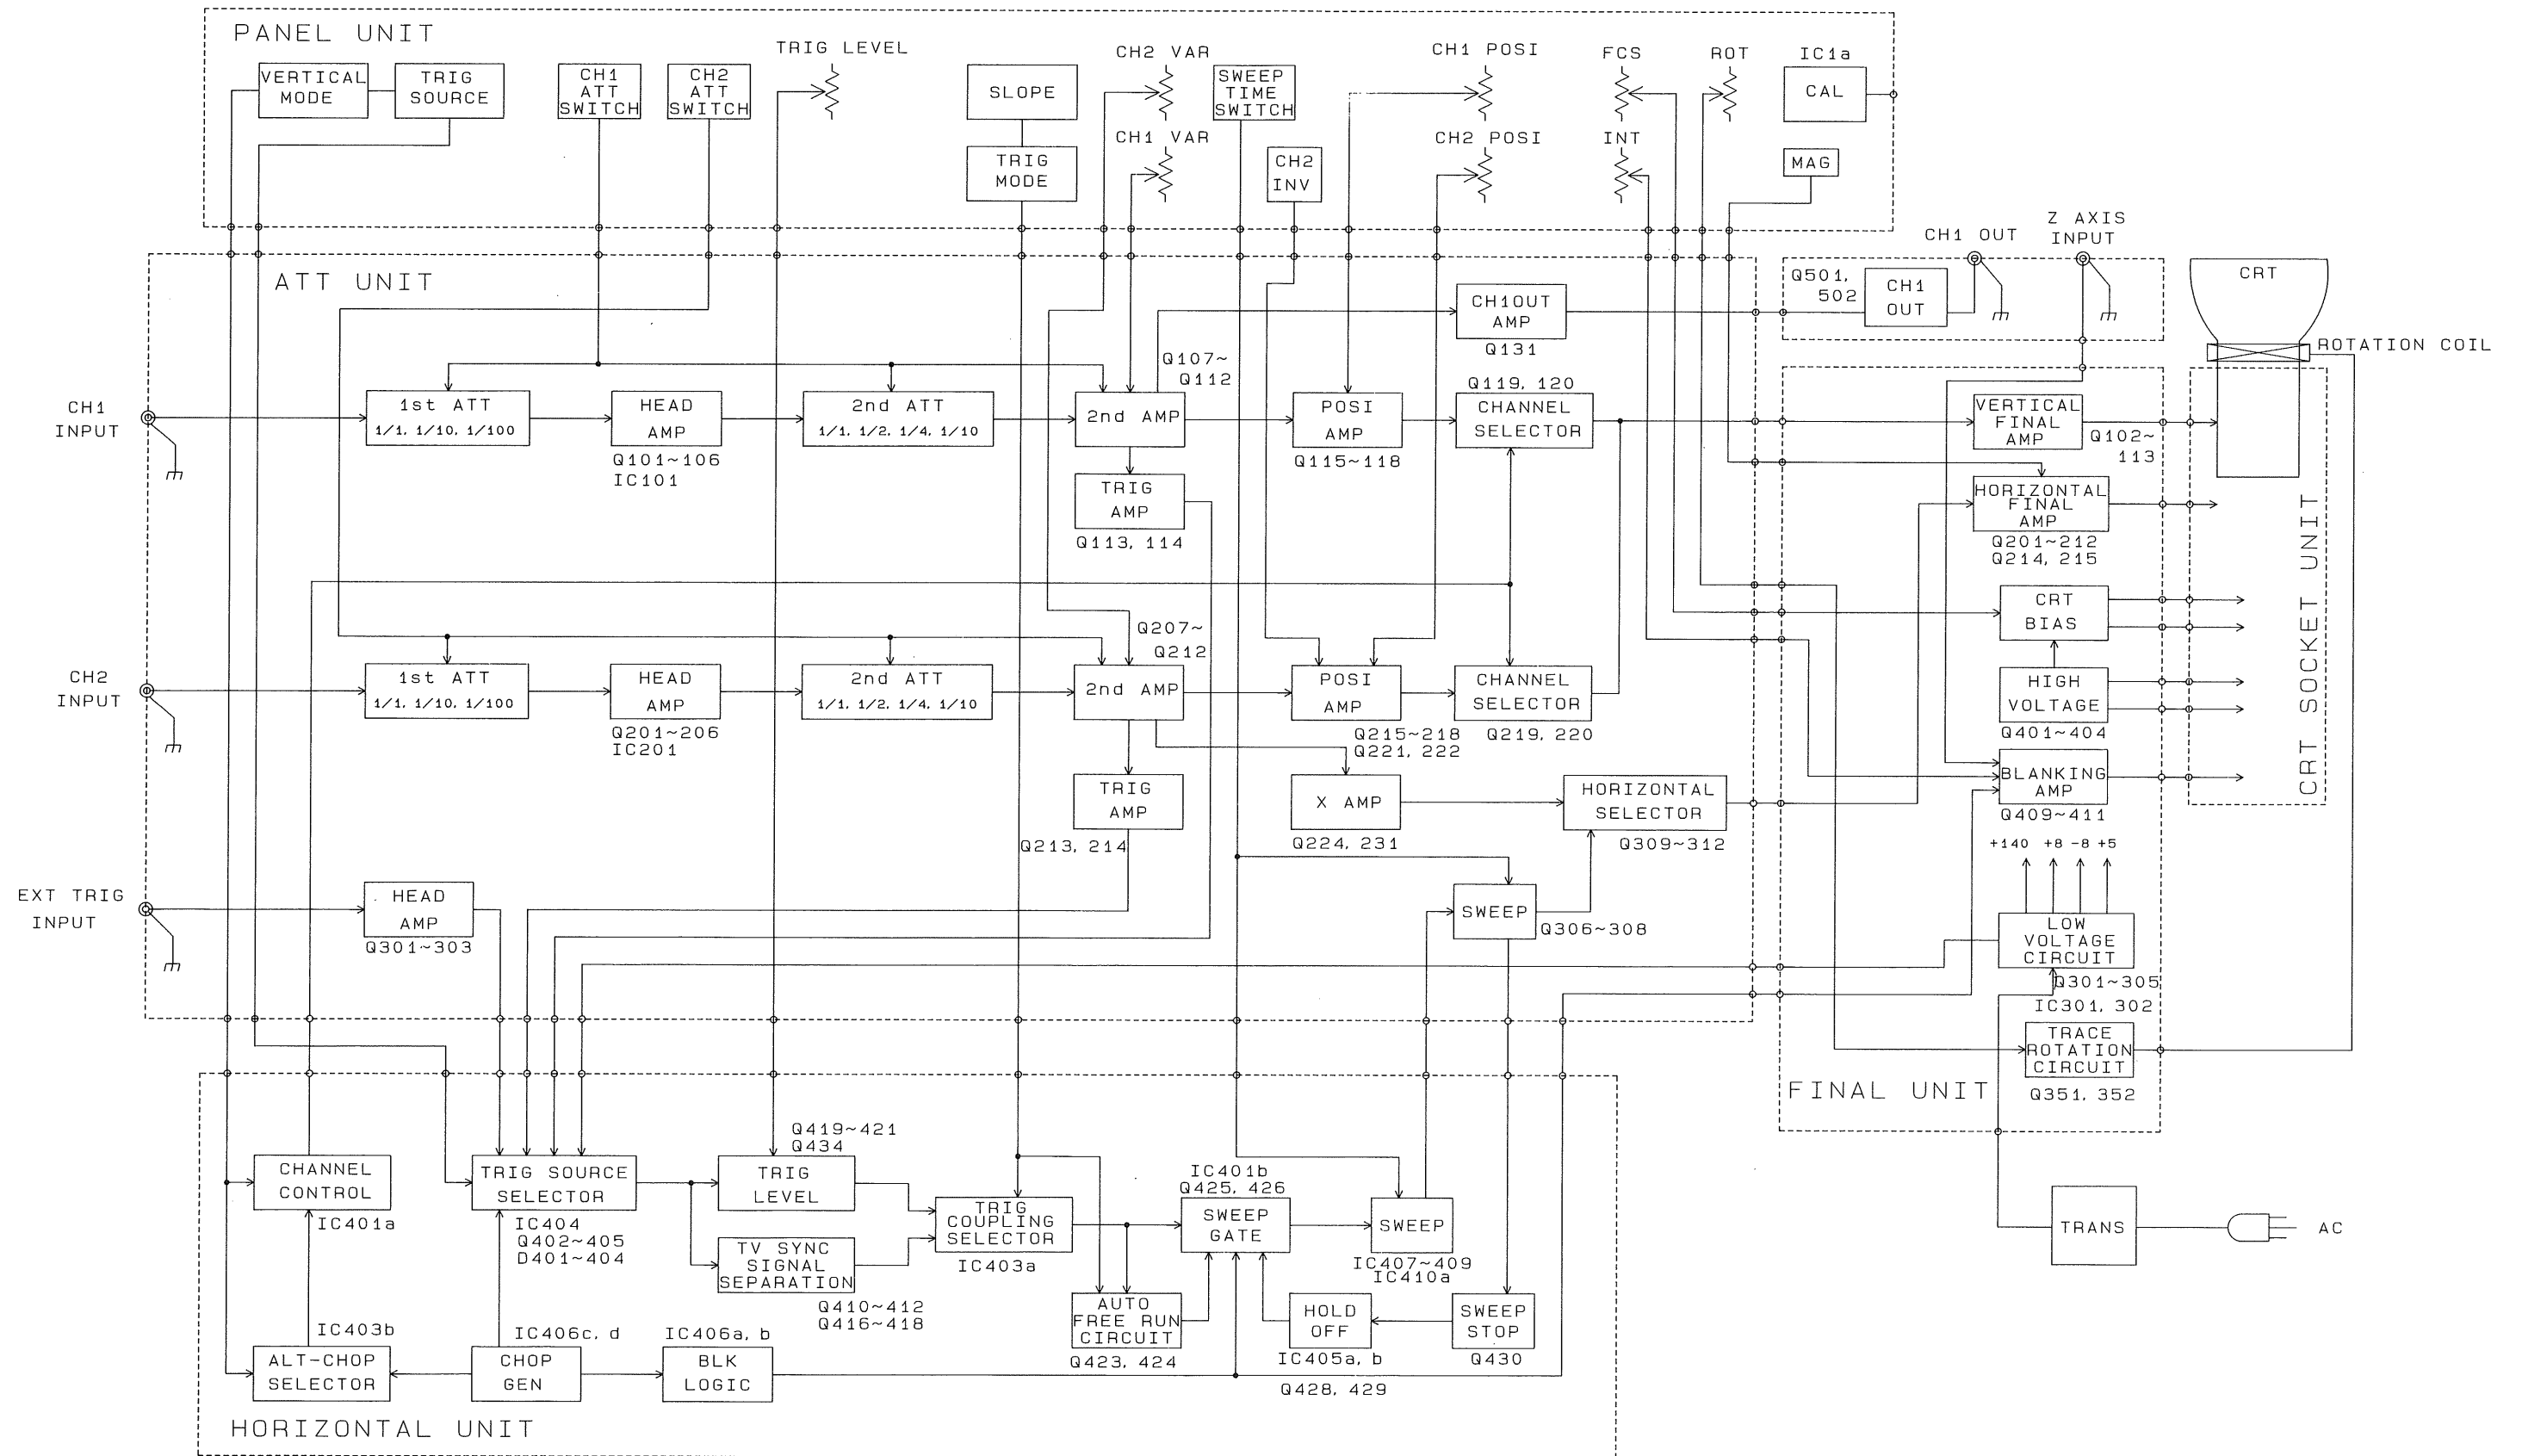 PANEL UNIT
VERTICAL
MODE
TRIG
SOURCE
CH1
ATT
SWITCH
CH2
ATT
SWITCH
TRIG LEVEL
SLOPE
TRIG
MODE
CH2 VAR
CH1 VAR
SWEEP
TIME
SWITCH
CH2
INV
CH1 POSI
CH2 POSI
FCS
INT
ROT
IC1a
CAL
MAG
ATT UNIT
CH1 OUT
Z AXIS
INPUT
Q501,
502
CH1
OUT
CRT
ROTATION COIL
CH1OUT
AMP
Q131
CH1
INPUT
1st ATT
1/1, 1/10, 1/100
HEAD
AMP
Q101~106
IC101
2nd ATT
1/1, 1/2, 1/4, 1/10
Q107~
Q112
2nd AMP
TRIG
AMP
Q113, 114
POSI
AMP
Q115~118
Q119, 120
CHANNEL
SELECTOR
VERTICAL
FINAL
AMP
Q102~
113
HORIZONTAL
FINAL
AMP
Q201~212
Q214, 215
CRT SOCKET UNIT
CRT
BIAS
HIGH
VOLTAGE
Q401~404
BLANKING
AMP
Q409~411
CH2
INPUT
1st ATT
1/1, 1/10, 1/100
HEAD
AMP
Q201~206
IC201
2nd ATT
1/1, 1/2, 1/4, 1/10
Q207~
Q212
2nd AMP
TRIG
AMP
Q213, 214
POSI
AMP
Q215~218
Q221, 222
CHANNEL
SELECTOR
Q219, 220
X AMP
Q224, 231
HORIZONTAL
SELECTOR
Q309~312
SWEEP
Q306~308
EXT TRIG
INPUT
HEAD
AMP
Q301~303
+140 +8 -8 +5
LOW
VOLTAGE
CIRCUIT
Q301~305
IC301, 302
TRACE
ROTATION
CIRCUIT
Q351, 352
FINAL UNIT
CHANNEL
CONTROL
IC401a
TRIG SOURCE
SELECTOR
IC404
Q402~405
D401~404
Q419~421
Q434
TRIG
LEVEL
TV SYNC
SIGNAL
SEPARATION
Q410~412
Q416~418
TRIG
COUPLING
SELECTOR
IC403a
IC401b
Q425, 426
SWEEP
GATE
SWEEP
IC407~409
IC410a
AUTO
FREE RUN
CIRCUIT
Q423, 424
HOLD
OFF
IC405a, b
Q428, 429
SWEEP
STOP
Q430
TRANS
AC
IC403b
ALT-CHOP
SELECTOR
IC406c, d
CHOP
GEN
IC406a, b
BLK
LOGIC
HORIZONTAL UNIT